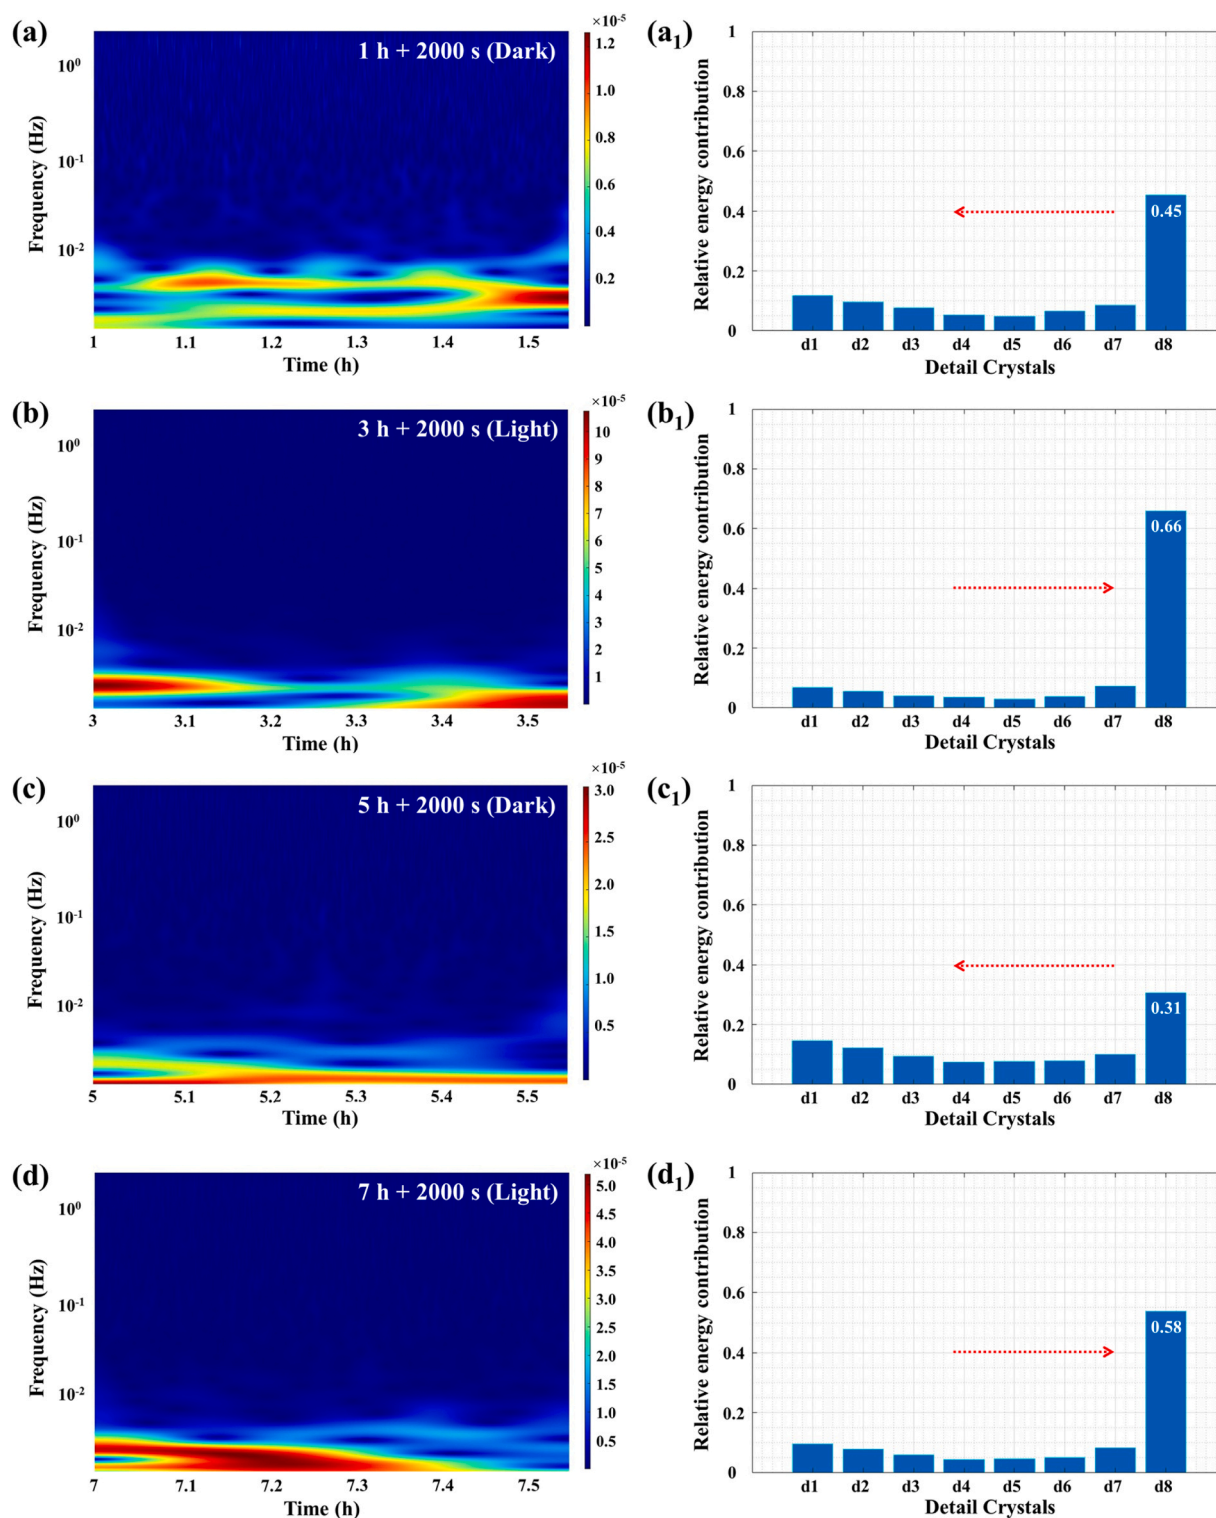 (a)
1 h + 2000 s (Dark)
×10⁻⁵
1.2
1.0
0.8
0.6
0.4
0.2
Frequency (Hz)
10⁰
10⁻¹
10⁻²
1 1.1 1.2 1.3 1.4 1.5
Time (h)
(a₁)
Relative energy contribution
1
0.8
0.6
0.4
0.2
0
0.45
d1 d2 d3 d4 d5 d6 d7 d8
Detail Crystals
(b)
3 h + 2000 s (Light)
×10⁻⁵
10
9
8
7
6
5
4
3
2
1
Frequency (Hz)
10⁰
10⁻¹
10⁻²
3 3.1 3.2 3.3 3.4 3.5
Time (h)
(b₁)
Relative energy contribution
1
0.8
0.6
0.4
0.2
0
0.66
d1 d2 d3 d4 d5 d6 d7 d8
Detail Crystals
(c)
5 h + 2000 s (Dark)
×10⁻⁵
3.0
2.5
2.0
1.5
1.0
0.5
Frequency (Hz)
10⁰
10⁻¹
10⁻²
5 5.1 5.2 5.3 5.4 5.5
Time (h)
(c₁)
Relative energy contribution
1
0.8
0.6
0.4
0.2
0
0.31
d1 d2 d3 d4 d5 d6 d7 d8
Detail Crystals
(d)
7 h + 2000 s (Light)
×10⁻⁵
5.0
4.5
4.0
3.5
3.0
2.5
2.0
1.5
1.0
0.5
Frequency (Hz)
10⁰
10⁻¹
10⁻²
7 7.1 7.2 7.3 7.4 7.5
Time (h)
(d₁)
Relative energy contribution
1
0.8
0.6
0.4
0.2
0
0.58
d1 d2 d3 d4 d5 d6 d7 d8
Detail Crystals